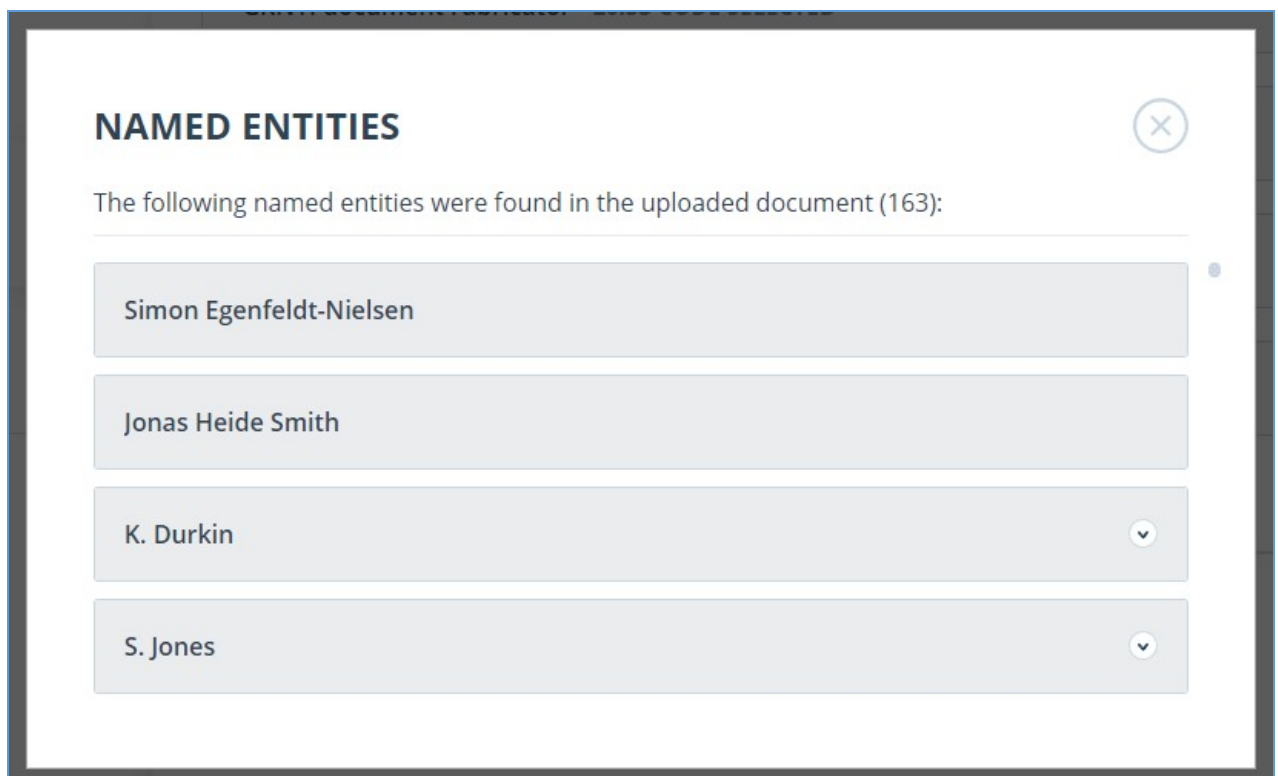 NAMED ENTITIES
The following named entities were found in the uploaded document (163):
Simon Egenfeldt-Nielsen
Jonas Heide Smith
K. Durkin
S. Jones